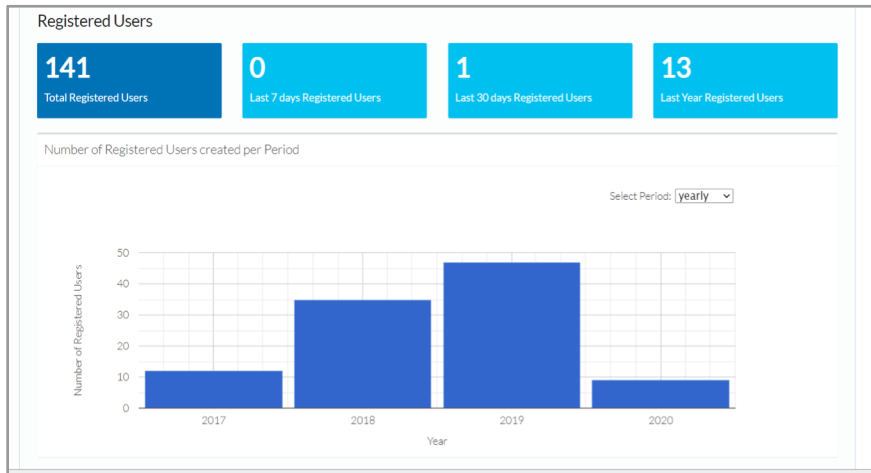 Registered Users
141
Total Registered Users
0
Last 7 days Registered Users
1
Last 30 days Registered Users
13
Last Year Registered Users
Number of Registered Users created per Period
Select Period: yearly
Number of Registered Users
50
40
30
20
10
0
2017 2018 2019 2020
Year